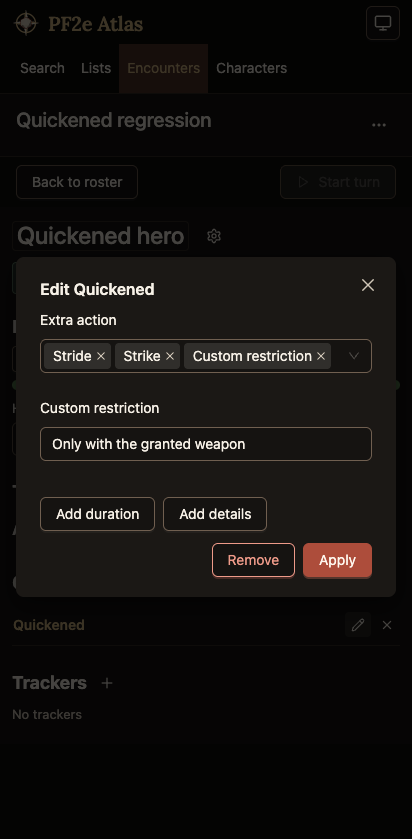 PF2e Atlas
Search Lists Encounters Characters
Quickened regression
Back to roster
Start turn
Quickened hero
Edit Quickened
Extra action
Stride
Strike
Custom restriction
Custom restriction
Only with the granted weapon
Add duration
Add details
Remove
Apply
Quickened
Trackers
No trackers